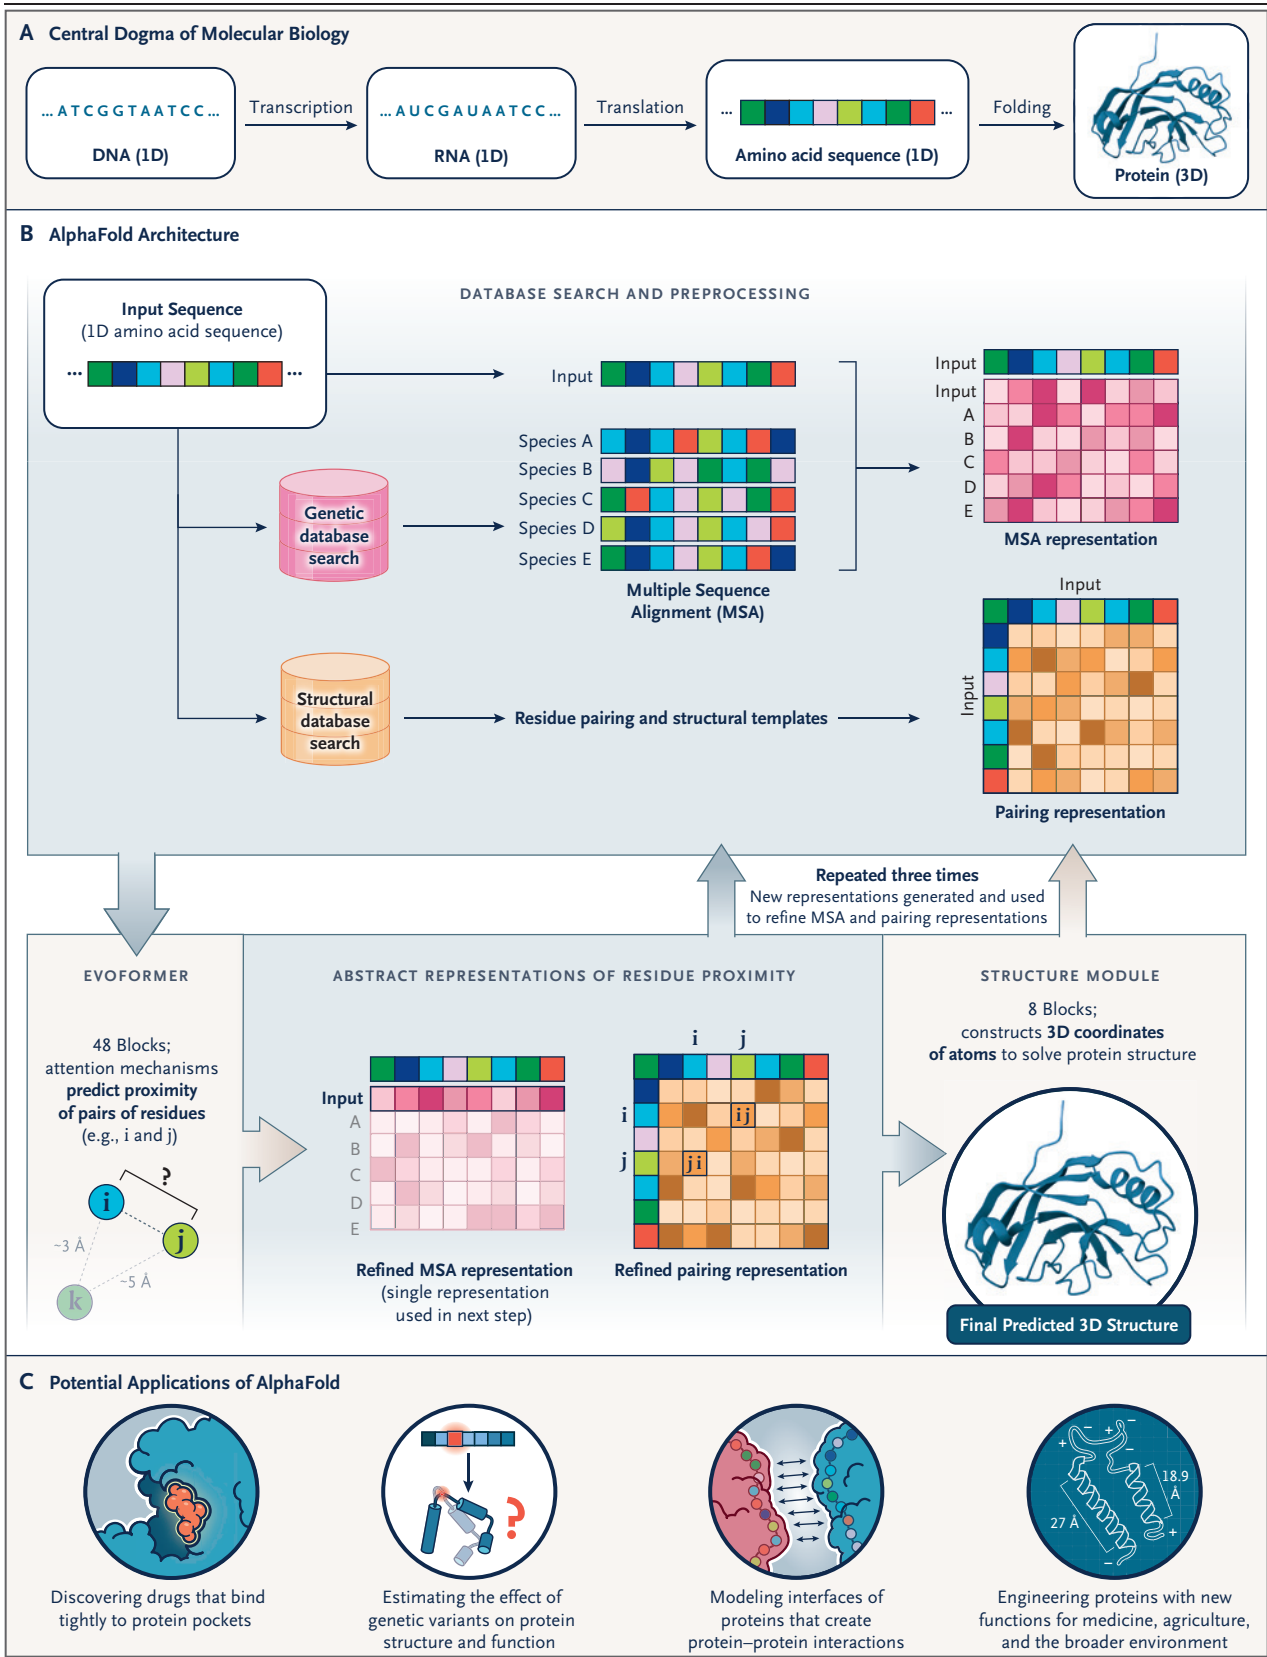 A Central Dogma of Molecular Biology
...ATCGGTAATCC...
DNA (1D)
Transcription
...AUCGAUAATCC...
RNA (1D)
Translation
... ...
Amino acid sequence (1D)
Folding
Protein (3D)
B AlphaFold Architecture
DATABASE SEARCH AND PREPROCESSING
Input Sequence
(1D amino acid sequence)
... ...
Input
Species A
Species B
Species C
Species D
Species E
Multiple Sequence
Alignment (MSA)
Genetic
database
search
Input
Input
A
B
C
D
E
MSA representation
Structural
database
search
Residue pairing and structural templates
Input
Input
Pairing representation
Repeated three times
New representations generated and used
to refine MSA and pairing representations
EVOFORMER
48 Blocks;
attention mechanisms
predict proximity
of pairs of residues
(e.g., i and j)
?
i
j
k
~3 Å
~5 Å
ABSTRACT REPRESENTATIONS OF RESIDUE PROXIMITY
Input
A
B
C
D
E
Refined MSA representation
(single representation
used in next step)
i j
i
j
ij
ji
Refined pairing representation
STRUCTURE MODULE
8 Blocks;
constructs 3D coordinates
of atoms to solve protein structure
Final Predicted 3D Structure
C Potential Applications of AlphaFold
Discovering drugs that bind
tightly to protein pockets
?
Estimating the effect of
genetic variants on protein
structure and function
Modeling interfaces of
proteins that create
protein–protein interactions
+ – + – –
18.9
Å
27 Å
+
–
Engineering proteins with new
functions for medicine, agriculture,
and the broader environment